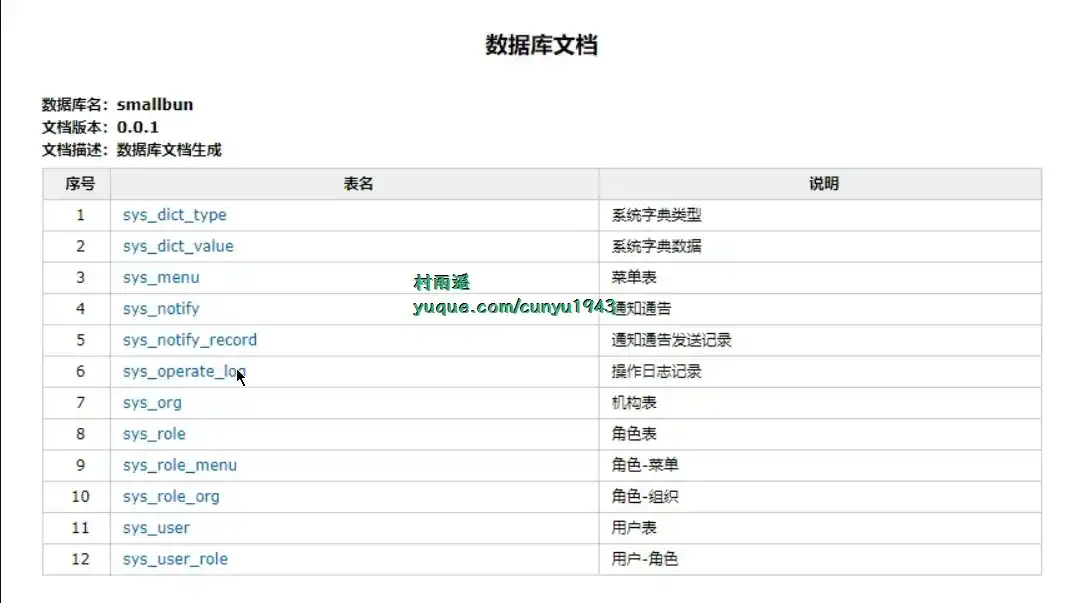 数据库文档
数据库名：smallbun
文档版本：0.0.1
文档描述：数据库文档生成
序号 表名 说明
1 sys_dict_type 系统字典类型
2 sys_dict_value 系统字典数据
3 sys_menu 菜单表
村雨遥
4 sys_notify 通知通告
yuque.com/cunyu1943
5 sys_notify_record 通知通告发送记录
6 sys_operate_log 操作日志记录
7 sys_org 机构表
8 sys_role 角色表
9 sys_role_menu 角色-菜单
10 sys_role_org 角色-组织
11 sys_user 用户表
12 sys_user_role 用户-角色